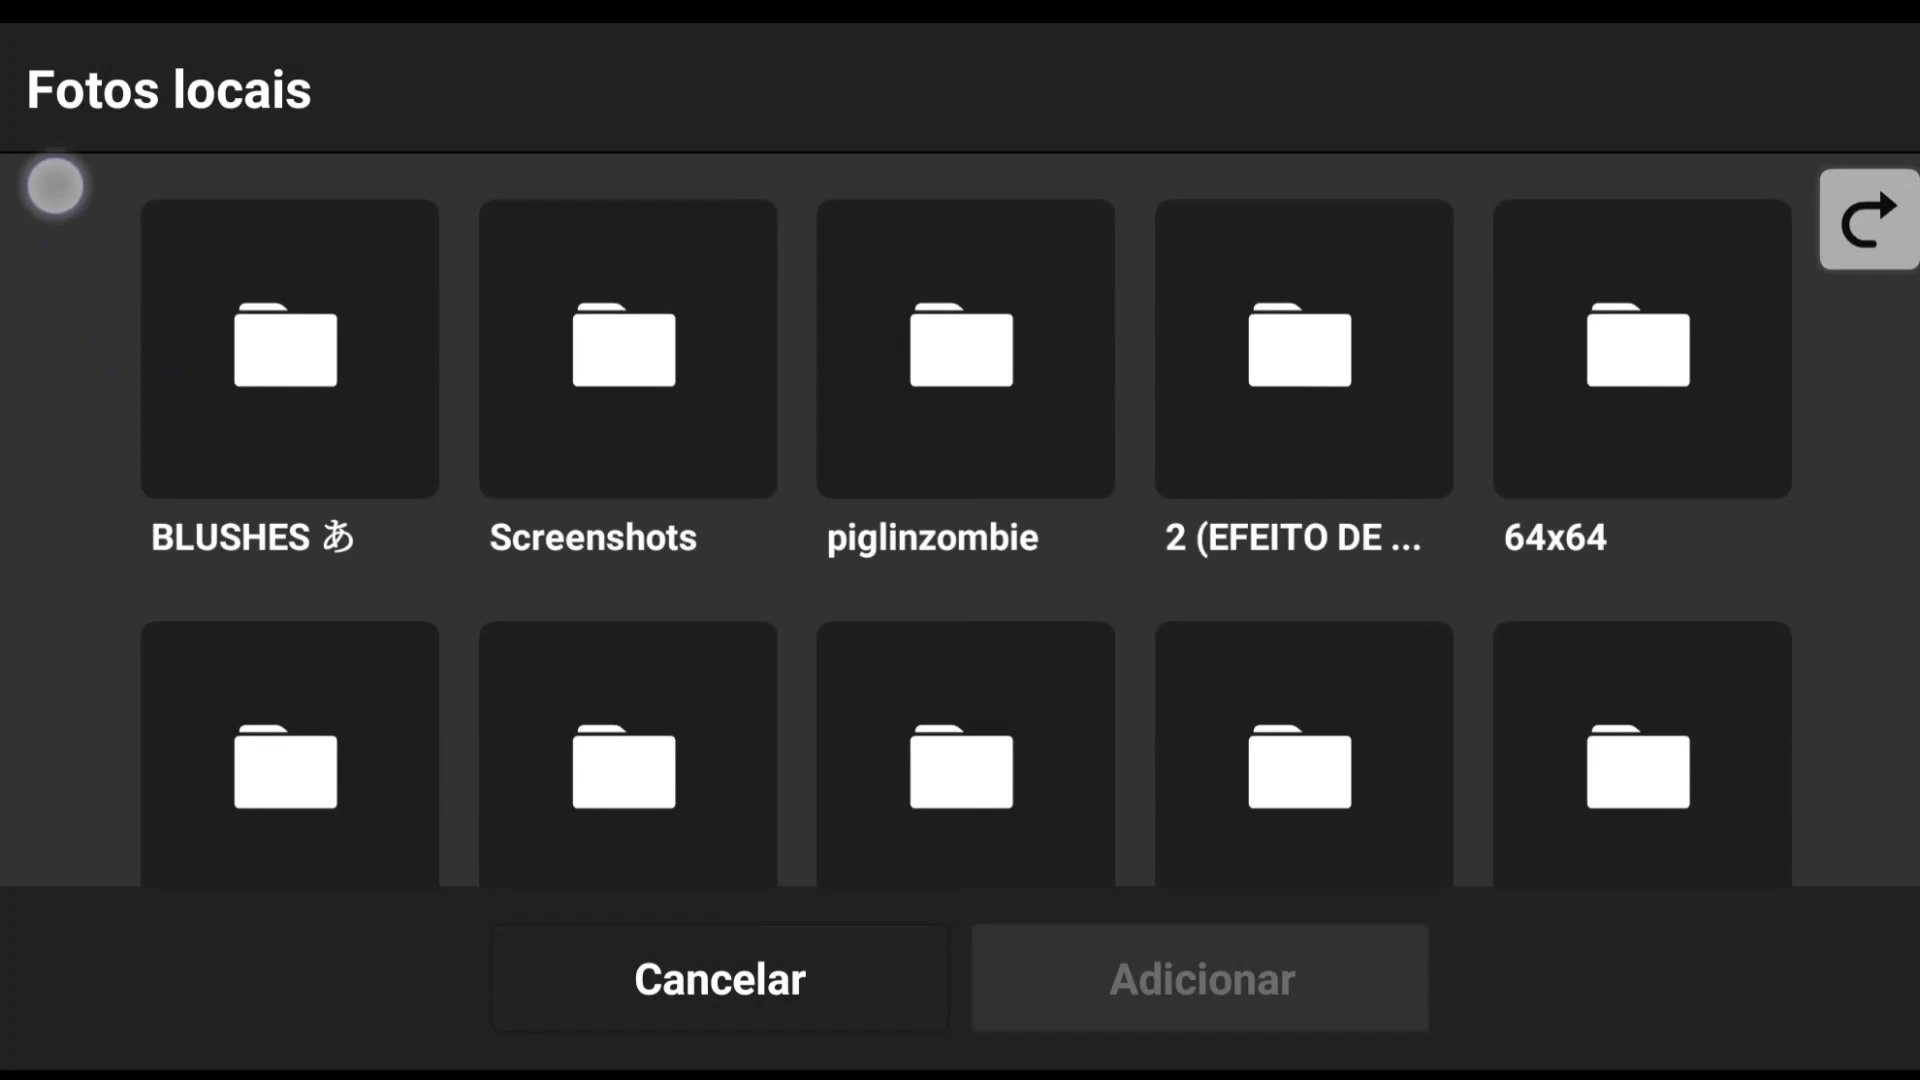 Fotos locais
BLUSHES あ
Screenshots
piglinzombie
2 (EFEITO DE ...
64x64
Cancelar
Adicionar